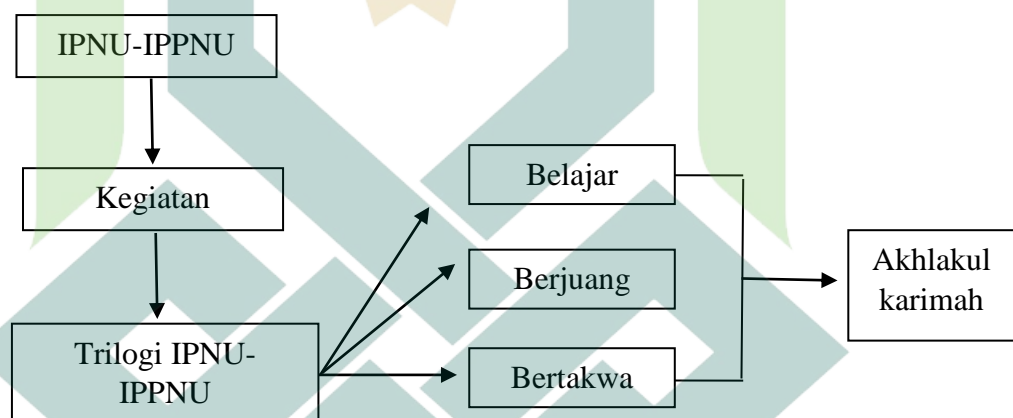 IPNU-IPPNU
Kegiatan
Trilogi IPNU-
IPPNU
Belajar
Berjuang
Bertakwa
Akhlakul
karimah